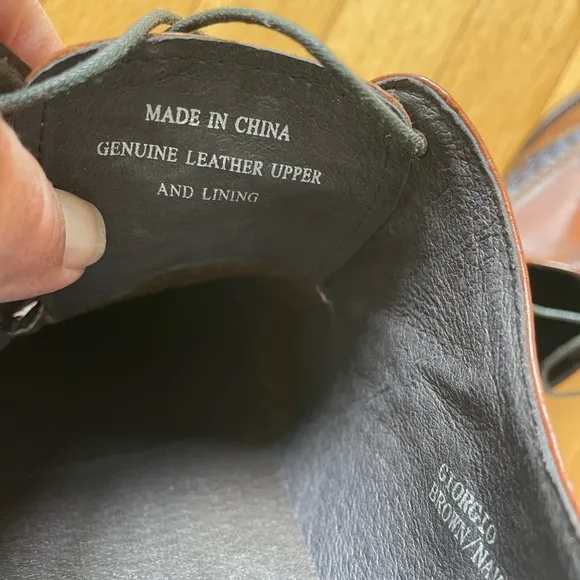 MADE IN CHINA
GENUINE LEATHER UPPER
AND LINING
GIORGIO
BROWN/NA